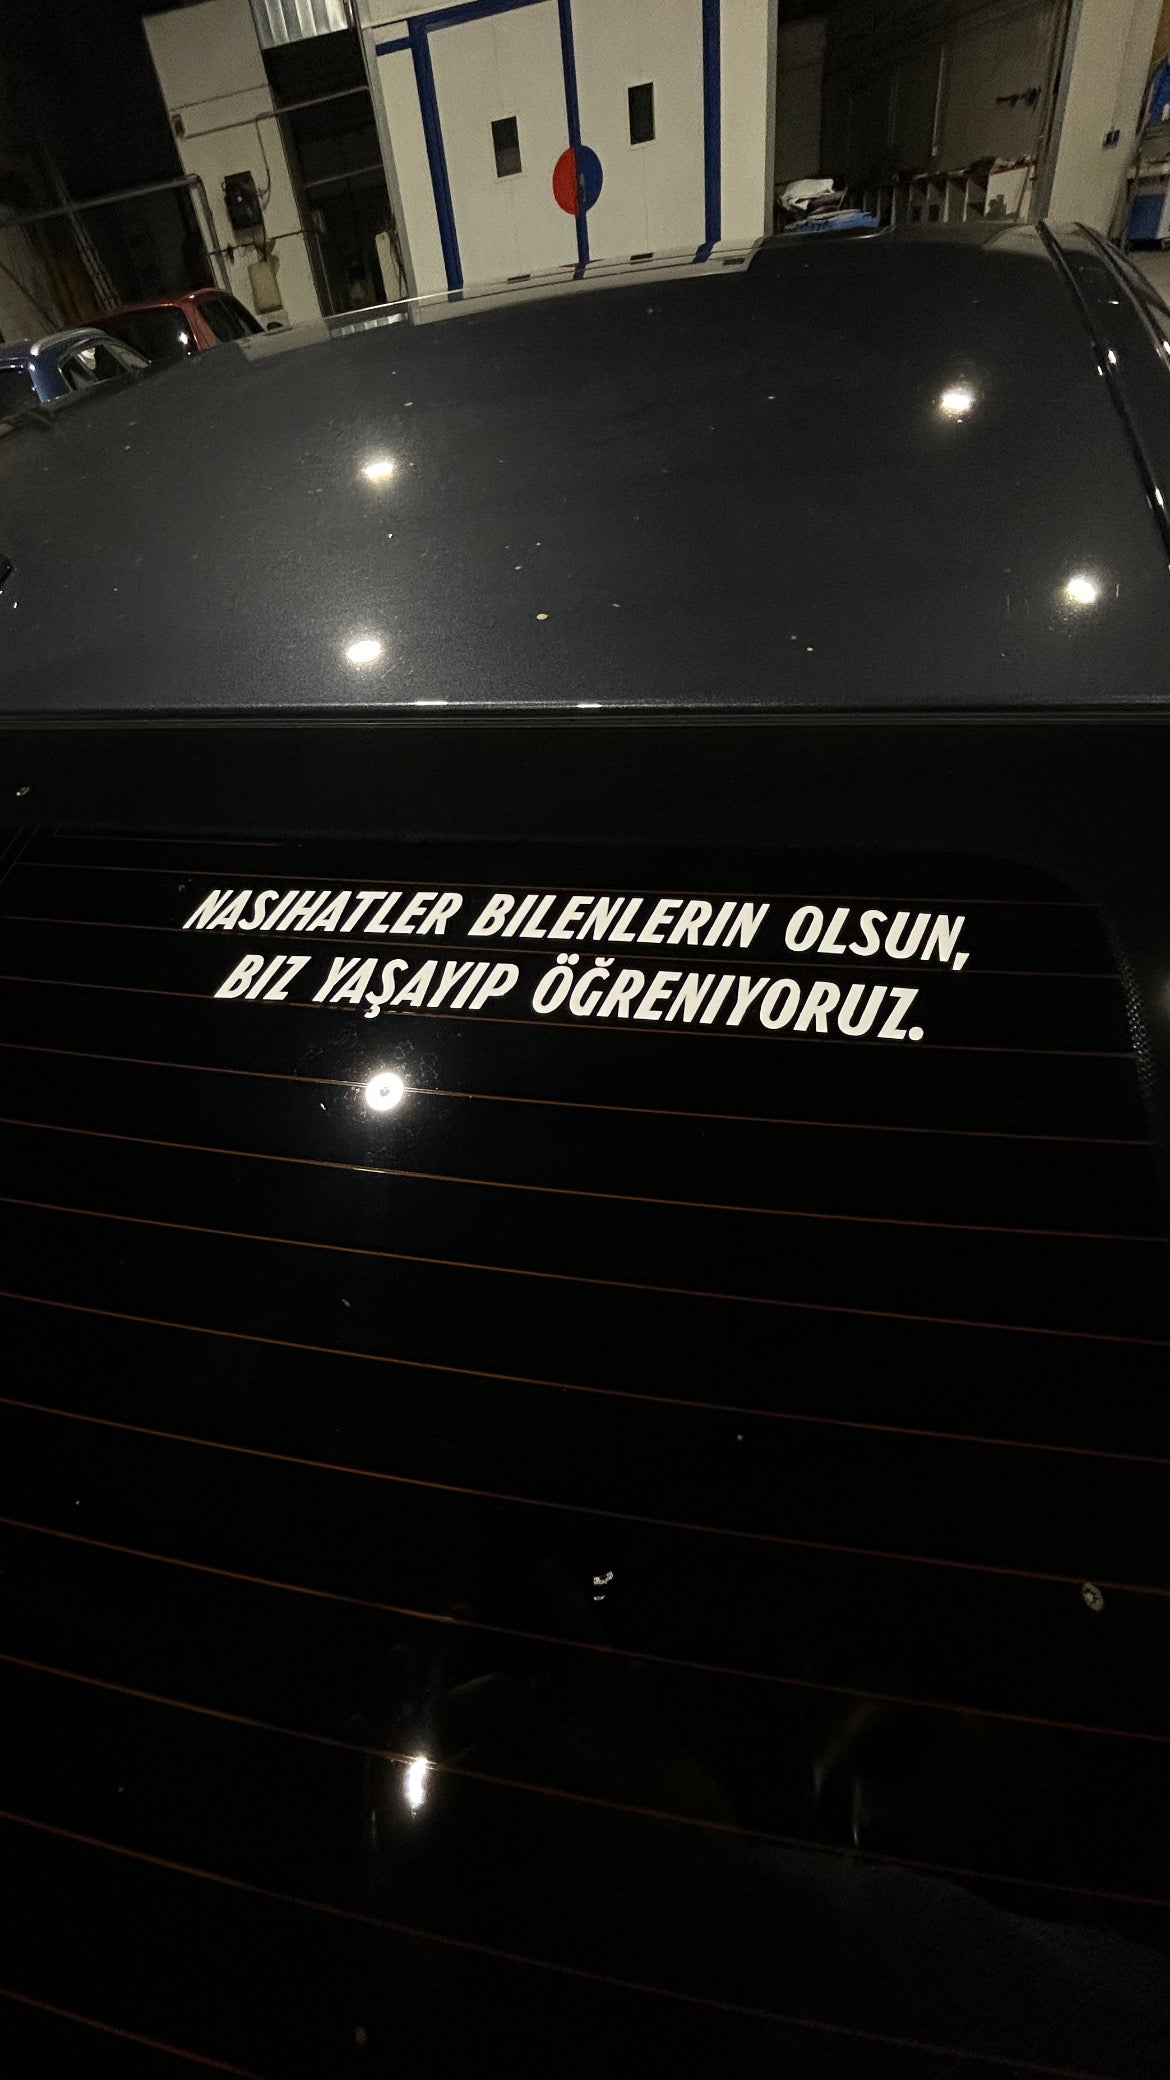 NASIHATLER BILENLERIN OLSUN,
BIZ YAŞAYIP ÖĞRENIYORUZ.